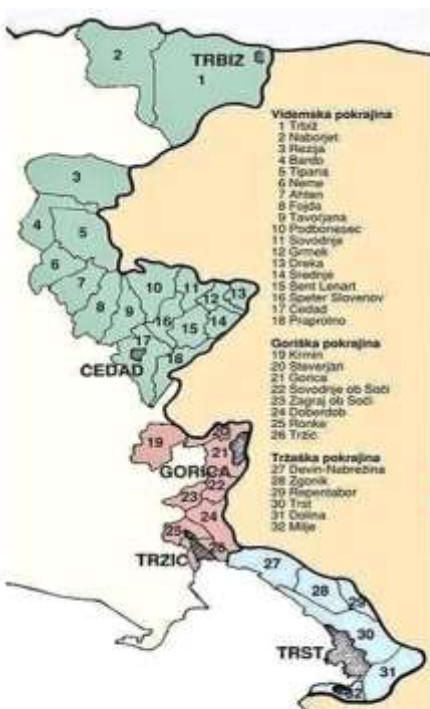 TRBIZ
2
1
3
4
5
6
7
8
9
10
11
12
13
14
15
16
17
18
CEDAD
19
20
21
GORICA
22
23
24
25
26
TRZIC
27
28
29
30
TRST
31
32
Videmska pokrajina
1 Trbiž
2 Naborjet
3 Rezija
4 Bardo
5 Tipana
6 Neme
7 Ahten
8 Fojda
9 Tavorjana
10 Podbonesec
11 Sovodnje
12 Grmek
13 Dreka
14 Srednje
15 Šent Lenart
16 Speter Slovenov
17 Čedad
18 Praprotno
Goriška pokrajina
19 Krmin
20 Steverjan
21 Gorica
22 Sovodnje ob Soči
23 Zagraj ob Soči
24 Doberdob
25 Ronke
26 Tržič
Tržaška pokrajina
27 Devin-Nabrežina
28 Zgonik
29 Repentabor
30 Trst
31 Dolina
32 Milje